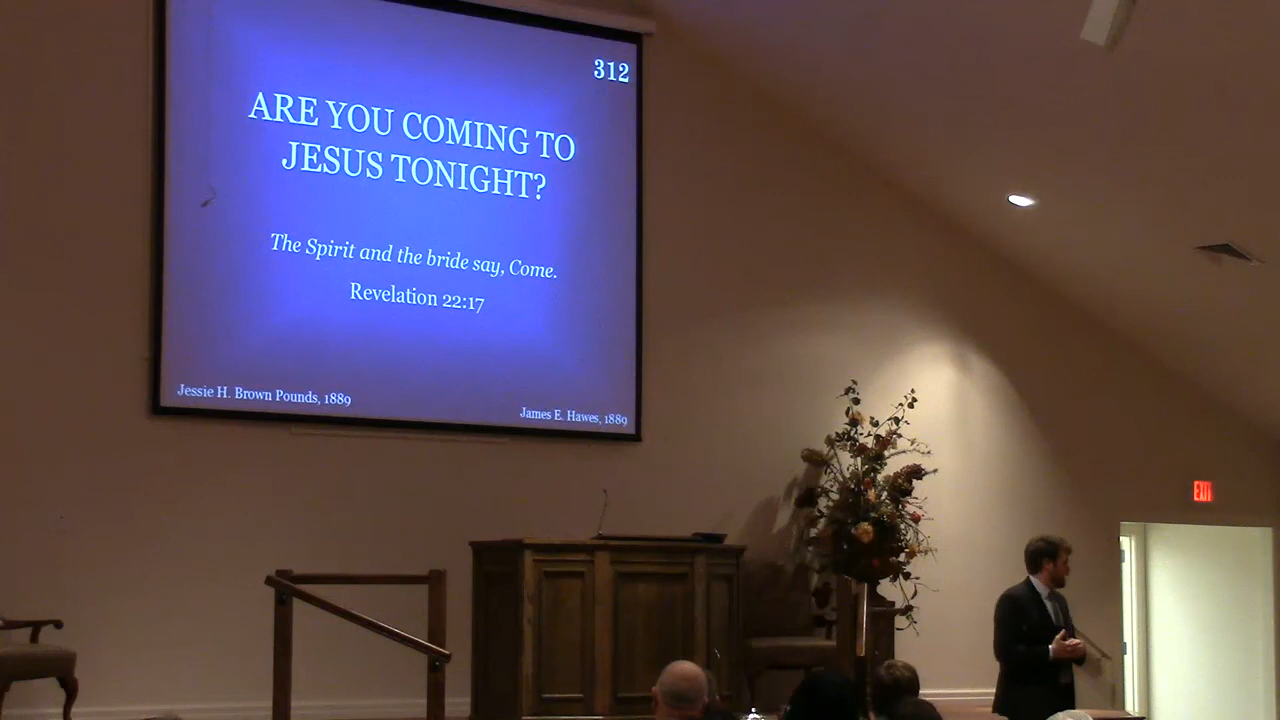 312
ARE YOU COMING TO
JESUS TONIGHT?
The Spirit and the bride say, Come.
Revelation 22:17
Jessie H. Brown Pounds, 1889
James E. Hawes, 1889
EXIT